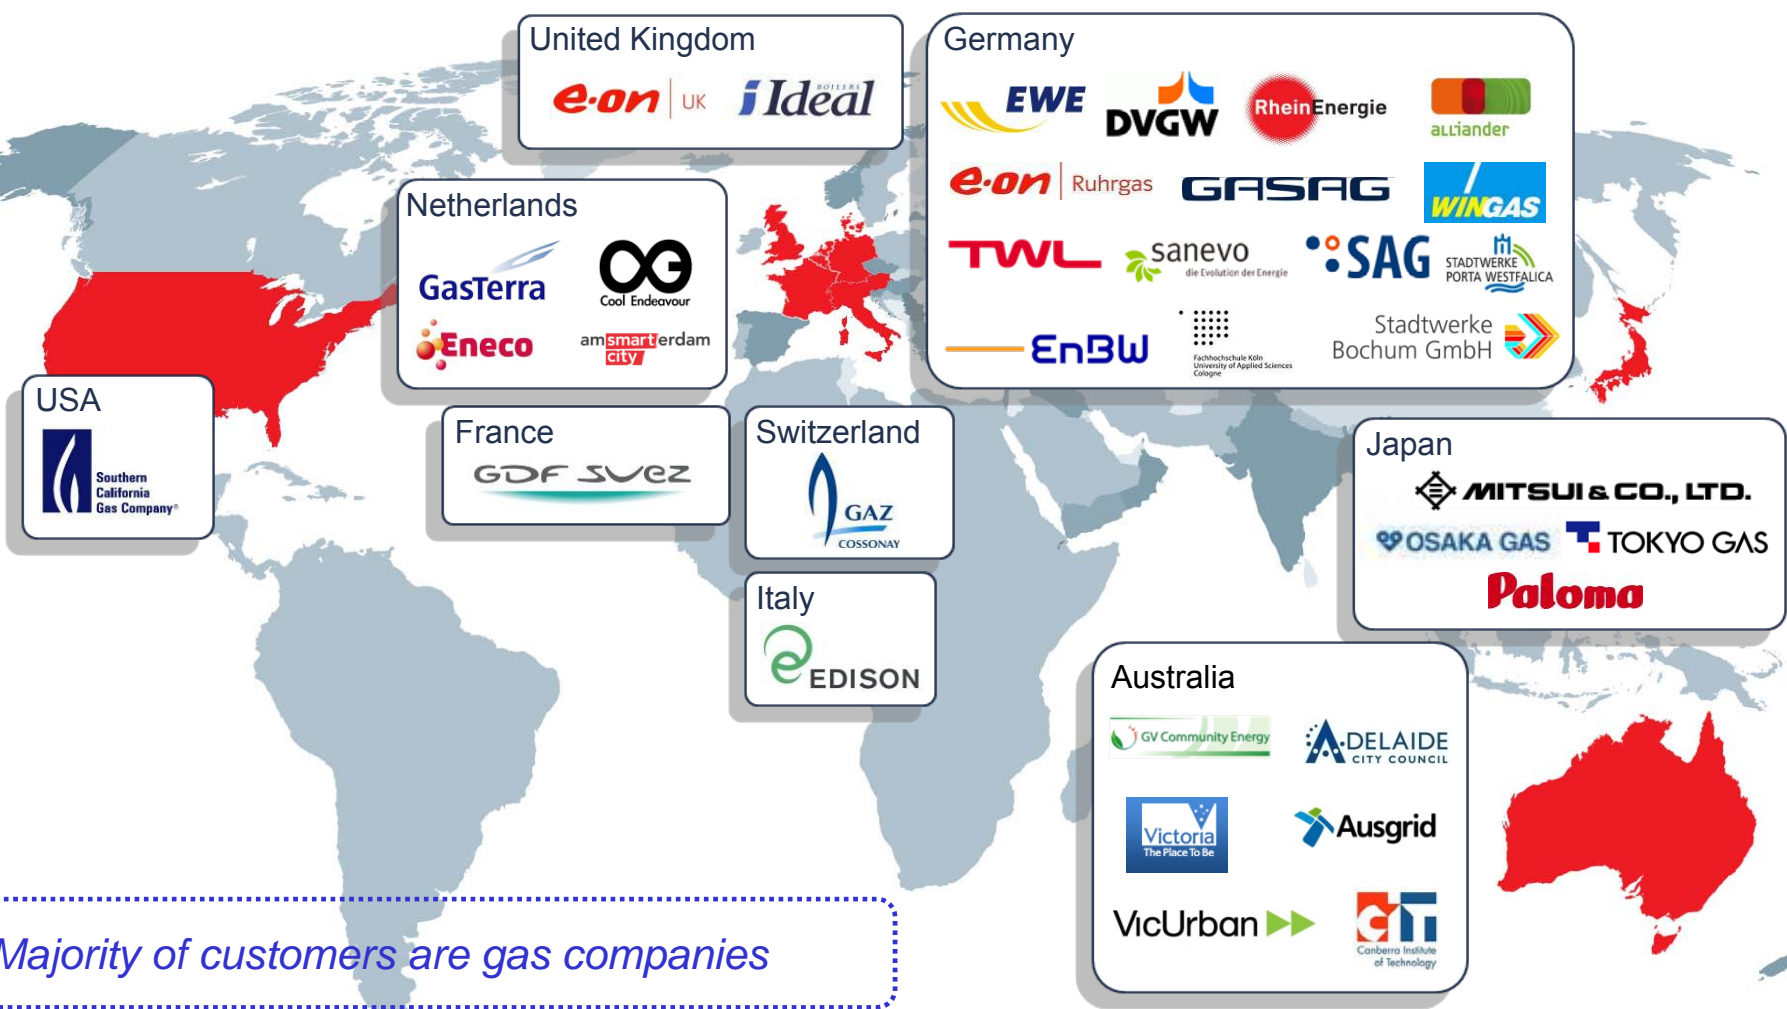 United Kingdom
e·on UK
BOILERS
Ideal
Germany
EWE
DVGW
RheinEnergie
alliander
e·on Ruhrgas
GASAG
WINGAS
TWL
sanevo
die Evolution der Energie
SAG
STADTWERKE
PORTA WESTFALICA
EnBW
Fachhochschule Köln
University of Applied Sciences
Cologne
Stadtwerke
Bochum GmbH
Netherlands
GasTerra
Cool Endeavour
Eneco
amsmarterdam
city
USA
Southern
California
Gas Company®
France
GDF SUEZ
Switzerland
GAZ
COSSONAY
Italy
EDISON
Japan
MITSUI & CO., LTD.
OSAKA GAS
TOKYO GAS
Paloma
Australia
GV Community Energy
ADELAIDE
CITY COUNCIL
Victoria
The Place To Be
Ausgrid
VicUrban
CIT
Canberra Institute
of Technology
Majority of customers are gas companies